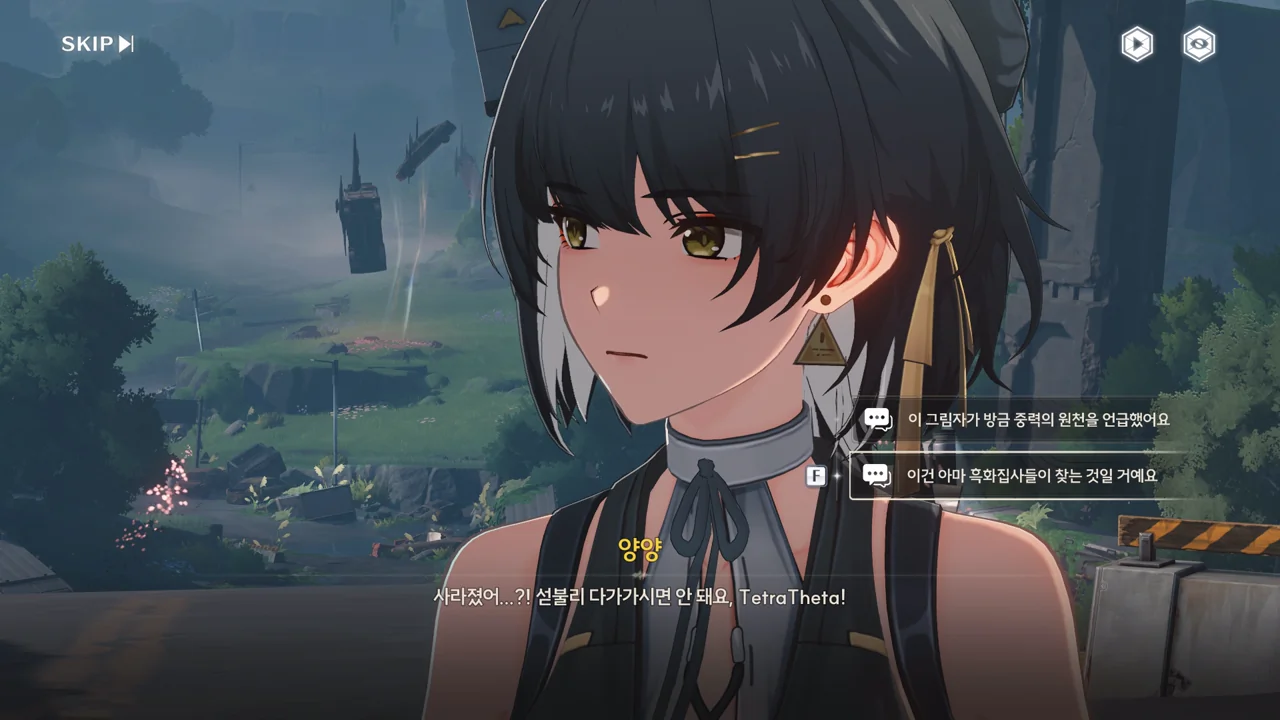 SKIP
이 그림자가 방금 중력의 원천을 언급했어요
F
이건 아마 흑화집사들이 찾는 것일 거예요
양양
사라졌어...?! 섣불리 다가가시면 안 돼요, TetraTheta!